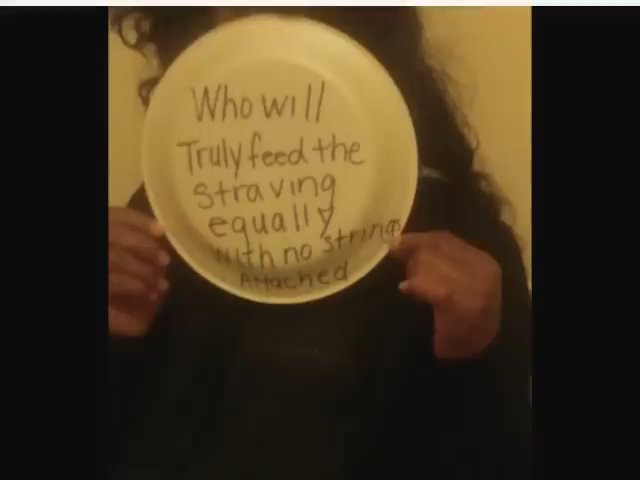 Who will
Truly feed the
straving
equally
with no strings
Attached